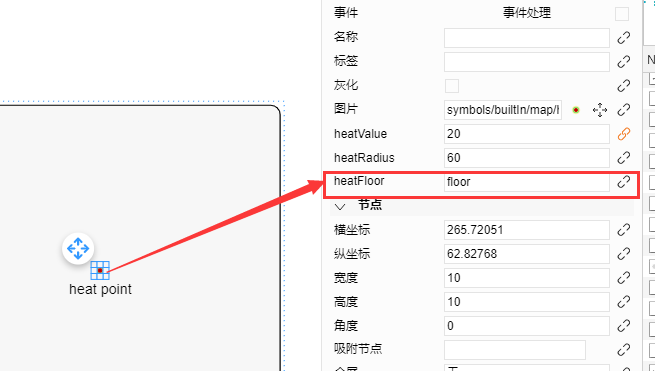 事件 事件处理
名称
标签
灰化
图片 symbols/builtIn/map/
heatValue 20
heatRadius 60
heatFloor floor
节点
横坐标 265.72051
纵坐标 62.82768
宽度 10
高度 10
角度 0
吸附节点
heat point
N